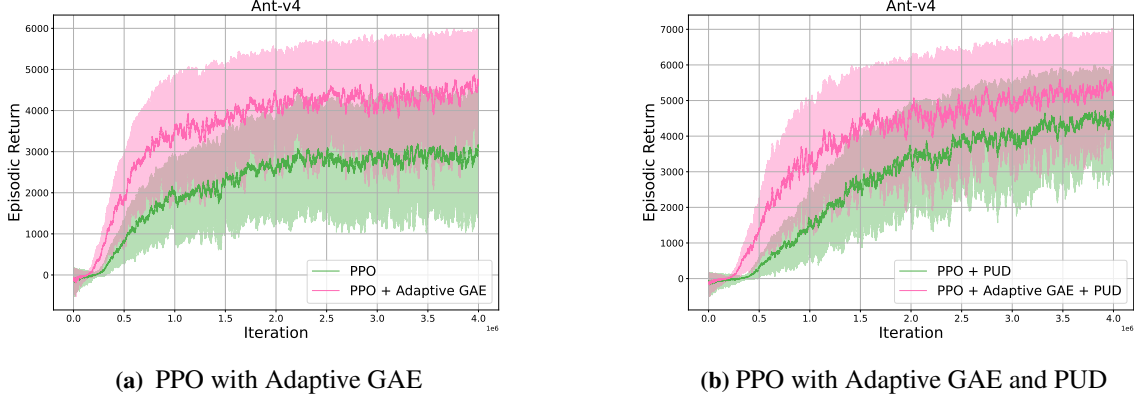 Ant-v4
6000
5000
4000
3000
2000
1000
0
Episodic Return
0.0 0.5 1.0 1.5 2.0 2.5 3.0 3.5 4.0
1e6
Iteration
PPO
PPO + Adaptive GAE
(a) PPO with Adaptive GAE
Ant-v4
7000
6000
5000
4000
3000
2000
1000
0
Episodic Return
0.0 0.5 1.0 1.5 2.0 2.5 3.0 3.5 4.0
1e6
Iteration
PPO + PUD
PPO + Adaptive GAE + PUD
(b) PPO with Adaptive GAE and PUD